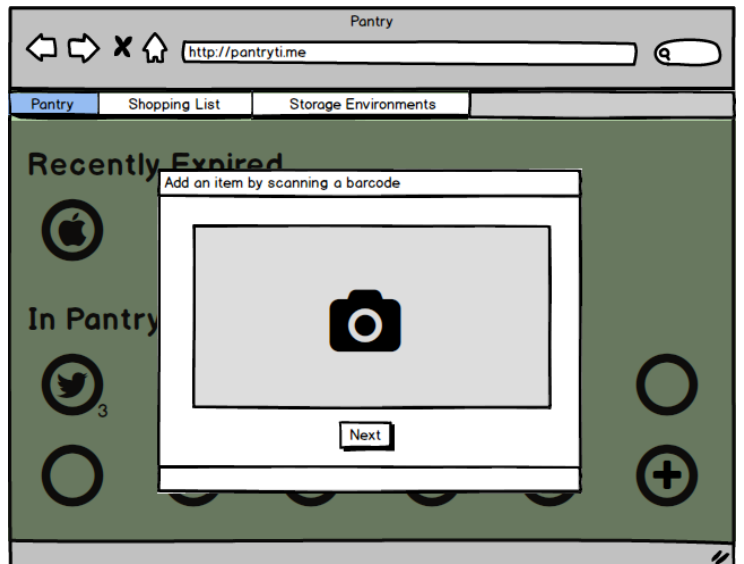 Pantry
http://pantryti.me
Pantry
Shopping List
Storage Environments
Recently Expired
Add an item by scanning a barcode
In Pantry
3
Next